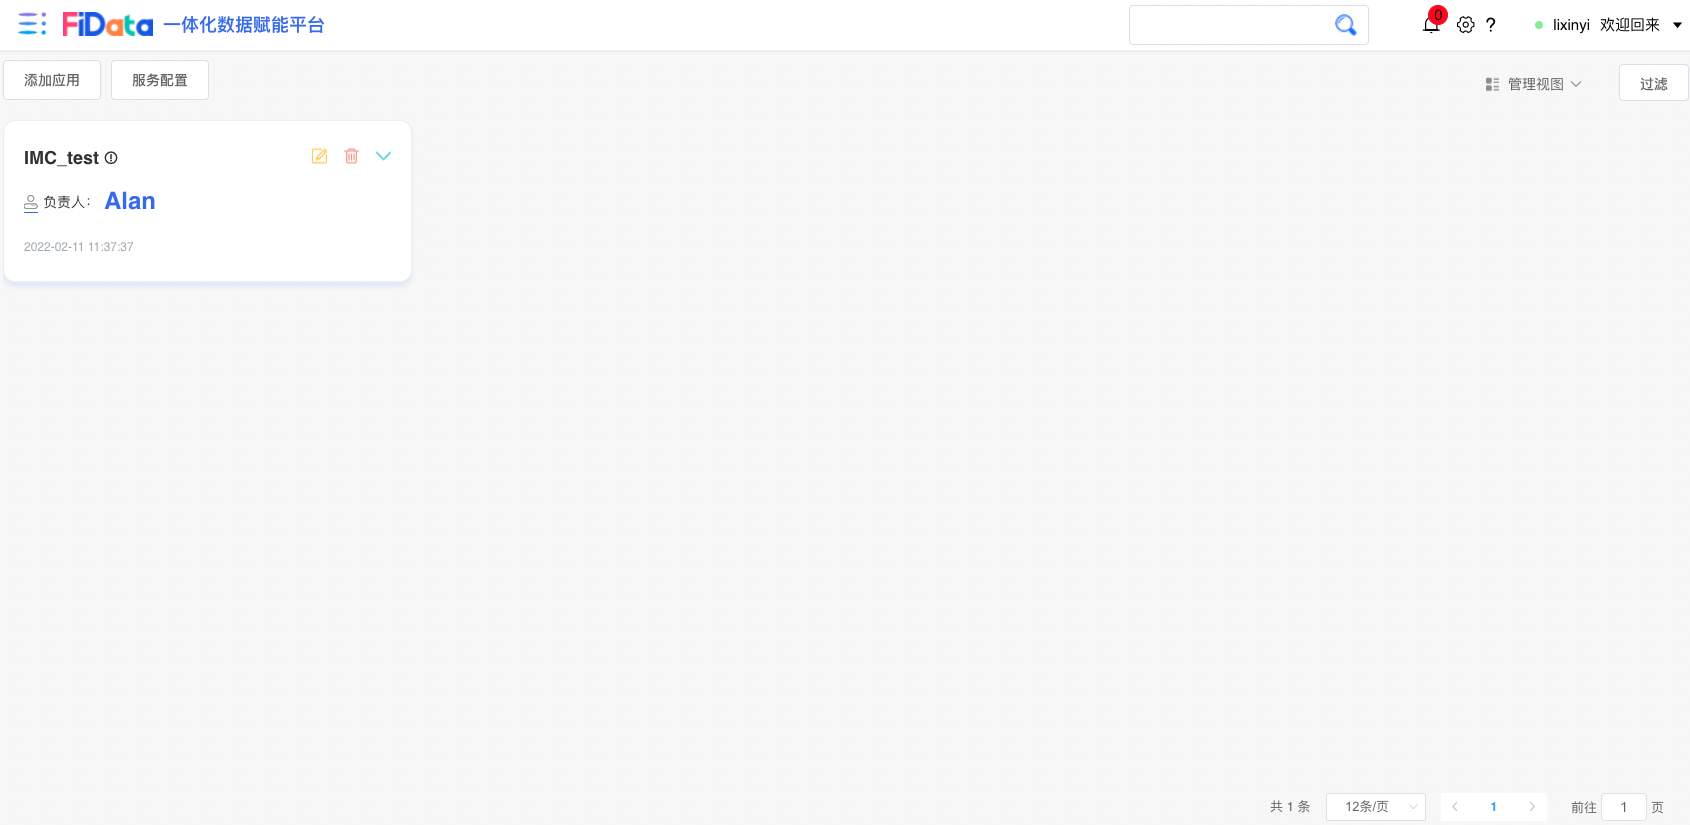 FiData 一体化数据赋能平台
0
?
lixinyi 欢迎回来
添加应用
服务配置
管理视图
过滤
IMC_test
负责人：
Alan
2022-02-11 11:37:37
共 1 条
12条/页
1
前往 1 页